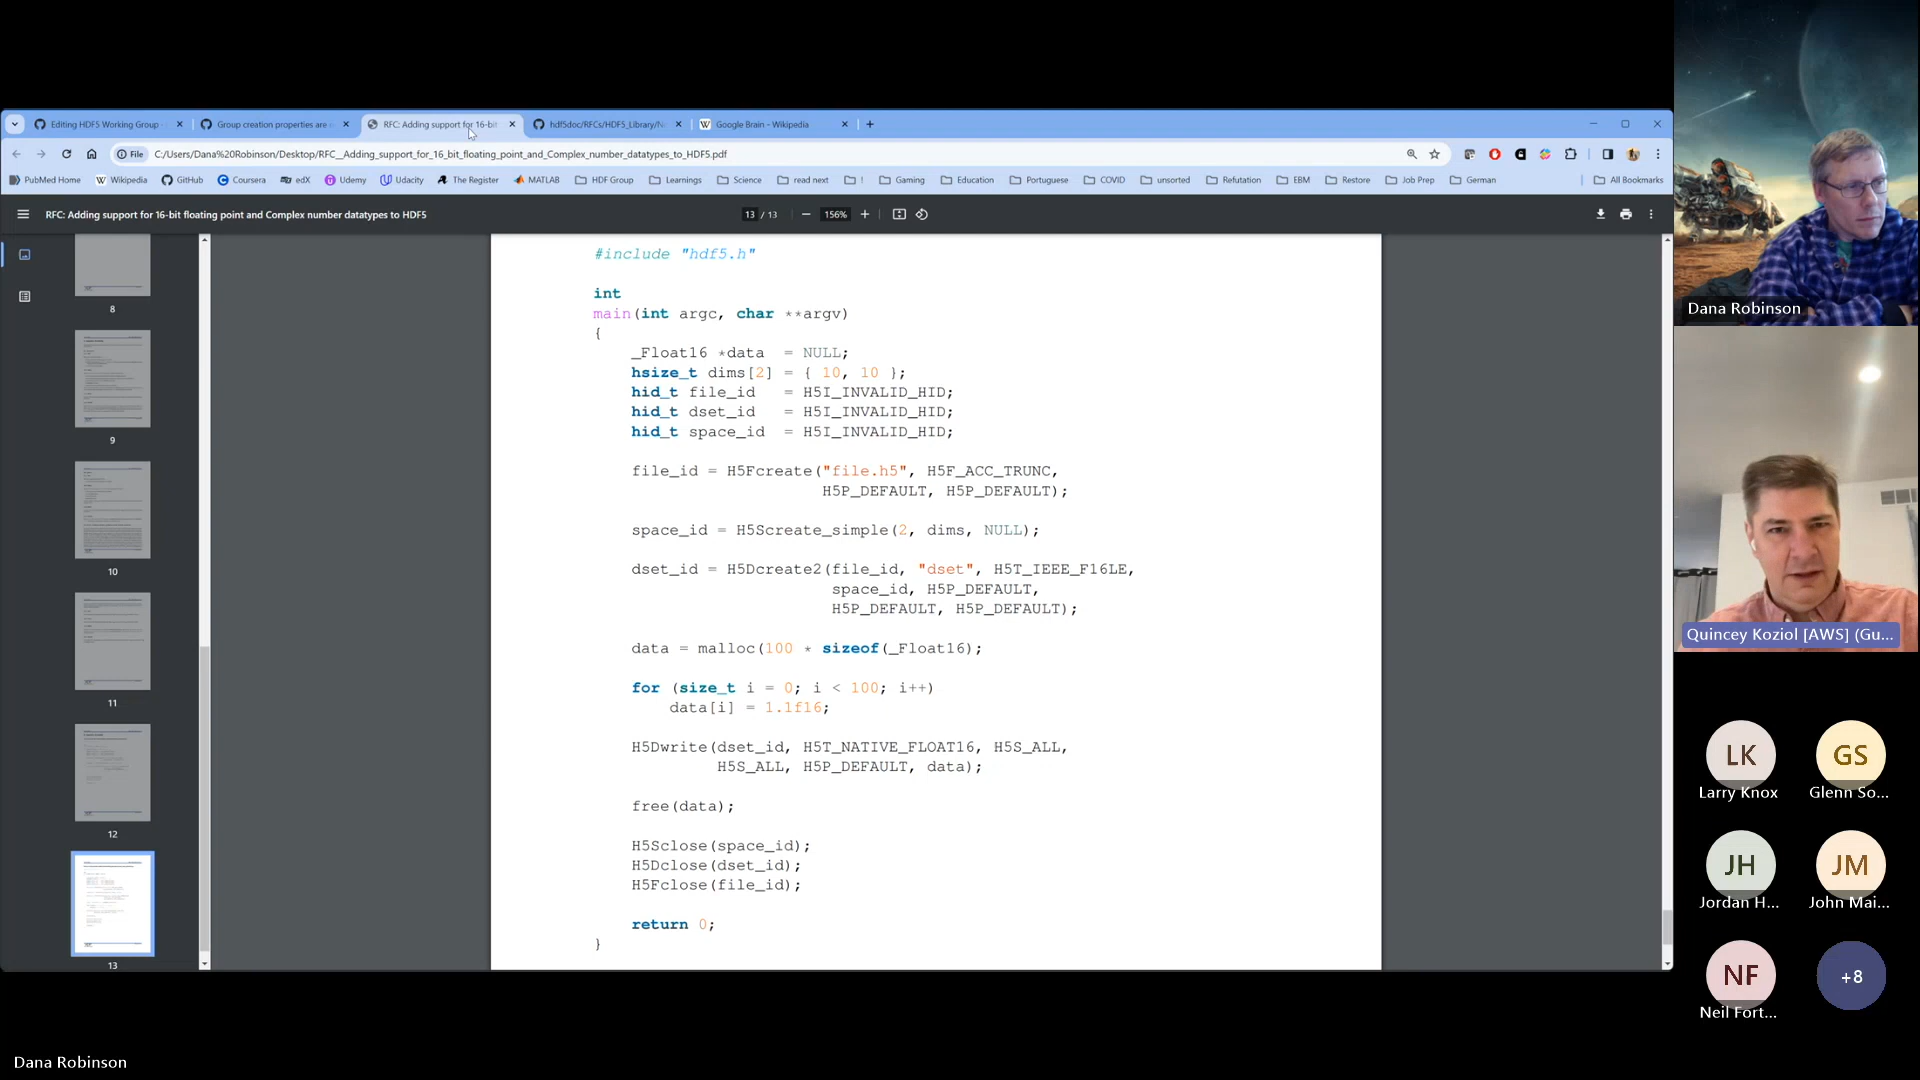 Editing HDF5 Working Group
Group creation properties are
RFC: Adding support for 16-bit
hdf5doc/RFCs/HDF5_Library/N
Google Brain - Wikipedia
File
C:/Users/Dana%20Robinson/Desktop/RFC__Adding_support_for_16_bit_floating_point_and_Complex_number_datatypes_to_HDF5.pdf
PubMed Home
Wikipedia
GitHub
Coursera
edX
Udemy
Udacity
The Register
MATLAB
HDF Group
Learnings
Science
read next
!
Gaming
Education
Portuguese
COVID
unsorted
Refutation
EBM
Restore
Job Prep
German
All Bookmarks
RFC: Adding support for 16-bit floating point and Complex number datatypes to HDF5
13 / 13
156%
8
9
10
11
12
13
#include "hdf5.h"
int
main(int argc, char **argv)
{
_Float16 *data = NULL;
hsize_t dims[2] = { 10, 10 };
hid_t file_id = H5I_INVALID_HID;
hid_t dset_id = H5I_INVALID_HID;
hid_t space_id = H5I_INVALID_HID;
file_id = H5Fcreate("file.h5", H5F_ACC_TRUNC,
H5P_DEFAULT, H5P_DEFAULT);
space_id = H5Screate_simple(2, dims, NULL);
dset_id = H5Dcreate2(file_id, "dset", H5T_IEEE_F16LE,
space_id, H5P_DEFAULT,
H5P_DEFAULT, H5P_DEFAULT);
data = malloc(100 * sizeof(_Float16);
for (size_t i = 0; i < 100; i++)
data[i] = 1.1f16;
H5Dwrite(dset_id, H5T_NATIVE_FLOAT16, H5S_ALL,
H5S_ALL, H5P_DEFAULT, data);
free(data);
H5Sclose(space_id);
H5Dclose(dset_id);
H5Fclose(file_id);
return 0;
}
Dana Robinson
Quincey Koziol [AWS] (Gu...
LK
Larry Knox
GS
Glenn So...
JH
Jordan H...
JM
John Mai...
NF
Neil Fort...
+8
Dana Robinson